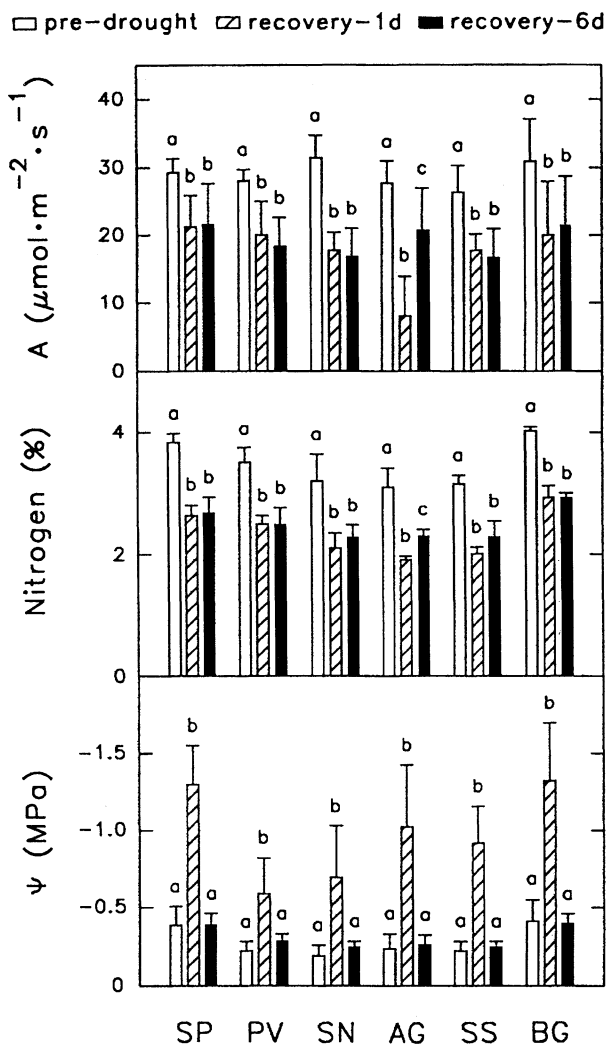 pre-drought recovery-1d recovery-6d
A (μmol·m⁻²·s⁻¹)
40
30
20
10
0
a b b a b b a b b a b c a b b a b b
Nitrogen (%)
4
2
0
a b b a b b a b b a b c a b b a b b
Ψ (MPa)
-1.5
-1.0
-0.5
0
a b a a b a a b a a b a a b a a b a
SP PV SN AG SS BG